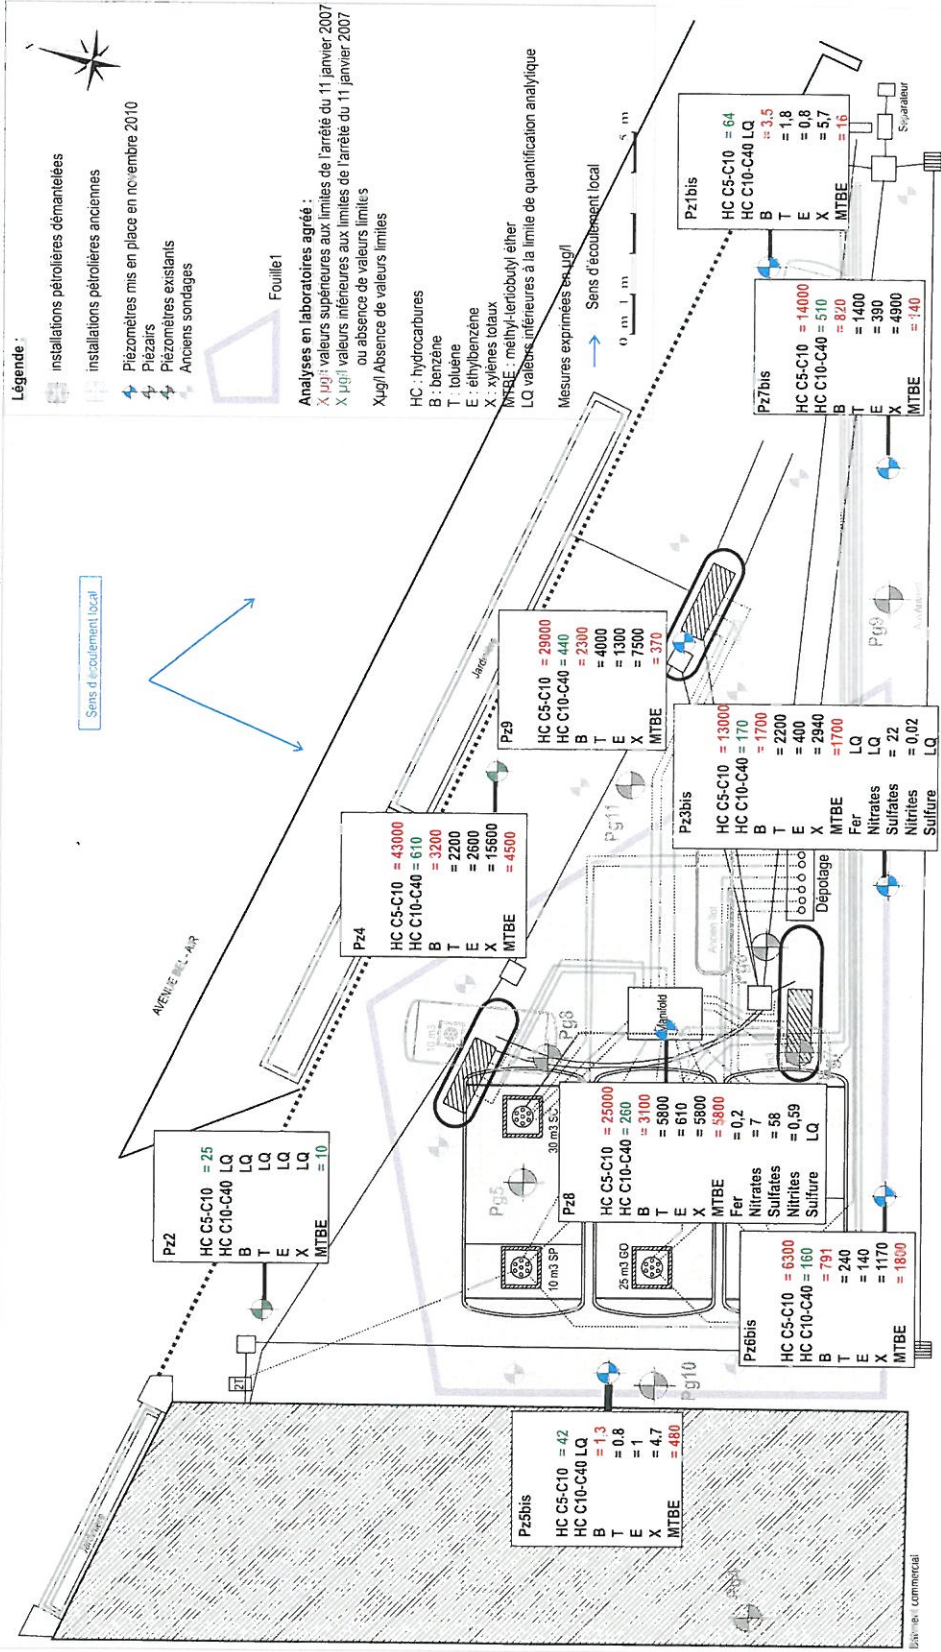 Légende :
installations pétrolières démantelées
installations pétrolières anciennes
Piézomètres mis en place en novembre 2010
Piézairs
Piézomètres existants
Anciens sondages
Fouille1
Analyses en laboratoires agréé :
X µg/l valeurs supérieures aux limites de l'arrêté du 11 janvier 2007
X µg/l valeurs inférieures aux limites de l'arrêté du 11 janvier 2007
ou absence de valeurs limites
Xµg/l Absence de valeurs limites
HC : hydrocarbures
B : benzène
T : toluène
E : éthylbenzène
X : xylènes totaux
MTBE : méthyl-tertiobutyl éther
LQ valeurs inférieures à la limite de quantification analytique
Mesures exprimées en µg/l
Sens d'écoulement local
0 m 1 m 5 m
Sens d'écoulement local
AVENUE BEL-AIR
Pz2
HC C5-C10 = 25
HC C10-C40 LQ
B LQ
T LQ
E LQ
X LQ
MTBE = 10
Pz4
HC C5-C10 = 43000
HC C10-C40 = 610
B = 3200
T = 2200
E = 2600
X = 15600
MTBE = 4500
Pz9
HC C5-C10 = 29000
HC C10-C40 = 440
B = 2300
T = 4000
E = 1300
X = 7500
MTBE = 370
Pz1bis
HC C5-C10 = 64
HC C10-C40 LQ
B = 3.5
T = 1,8
E = 0,8
X = 5,7
MTBE = 16
Séparateur
Pz7bis
HC C5-C10 = 14000
HC C10-C40 = 510
B = 820
T = 1400
E = 390
X = 4900
MTBE = 140
Pz3bis
HC C5-C10 = 13000
HC C10-C40 = 170
B = 1700
T = 2200
E = 400
X = 2940
MTBE =1700
Fer LQ
Nitrates LQ
Sulfates = 22
Nitrites = 0,02
Sulfure LQ
Pz8
HC C5-C10 = 25000
HC C10-C40 = 260
B = 3100
T = 5800
E = 610
X = 5800
MTBE = 5800
Fer = 0,2
Nitrates = 7
Sulfates = 58
Nitrites = 0,59
Sulfure LQ
Pz6bis
HC C5-C10 = 6300
HC C10-C40 = 160
B = 791
T = 240
E = 140
X = 1170
MTBE = 1800
Pz5bis
HC C5-C10 = 42
HC C10-C40 LQ
B = 1.3
T = 0.8
E = 1
X = 4.7
MTBE = 480
Pg5
Pg8
Pg9
Pg10
Pg11
10 m3
30 m3 SC
10 m3 SP
25 m3 GO
Manifold
Dépotage
Ancien îlot
21
Bâtiment commercial